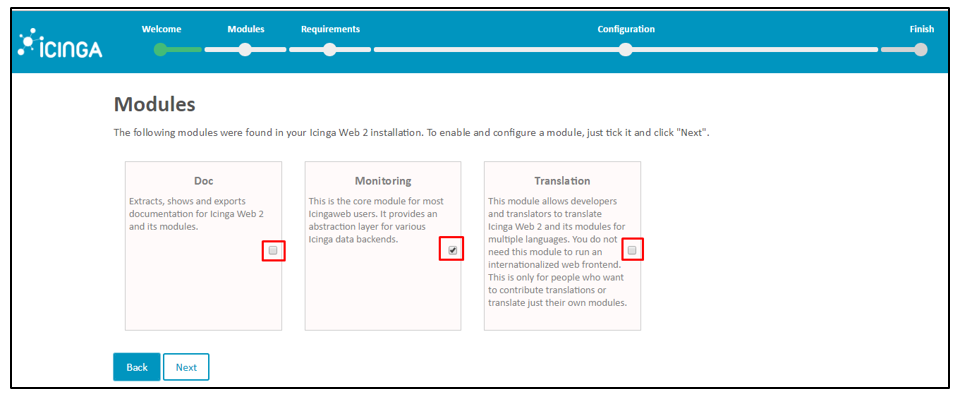 Welcome
Modules
Requirements
Configuration
Finish
ICINGA
Modules
The following modules were found in your Icinga Web 2 installation. To enable and configure a module, just tick it and click "Next".
Doc
Extracts, shows and exports
documentation for Icinga Web 2
and its modules.
Monitoring
This is the core module for most
Icingaweb users. It provides an
abstraction layer for various
Icinga data backends.
Translation
This module allows developers
and translators to translate
Icinga Web 2 and its modules for
multiple languages. You do not
need this module to run an
internationalized web frontend.
This is only for people who want
to contribute translations or
translate just their own modules.
Back
Next